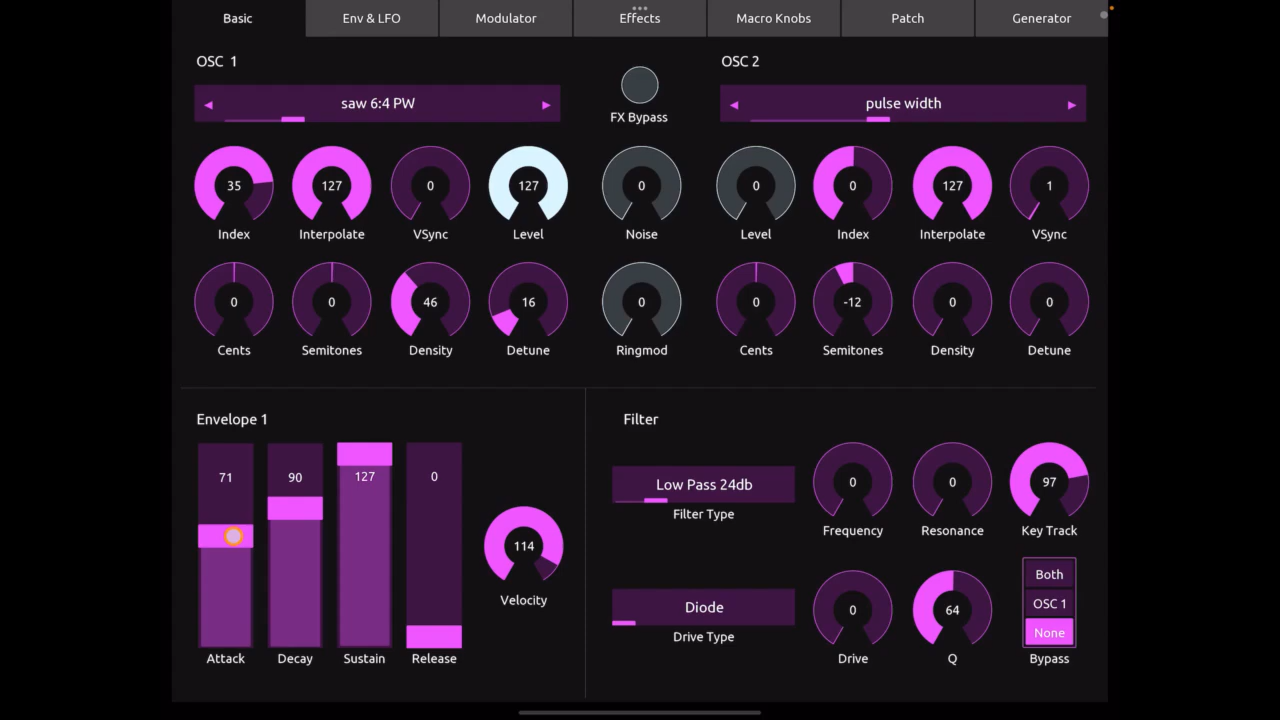 Basic Env & LFO Modulator Effects Macro Knobs Patch Generator
OSC 1
OSC 2
saw 6:4 PW
FX Bypass
pulse width
35 127 0 127 0 0 0 127 1
Index Interpolate VSync Level Noise Level Index Interpolate VSync
0 0 46 16 0 0 -12 0 0
Cents Semitones Density Detune Ringmod Cents Semitones Density Detune
Envelope 1
71 90 127 0
Attack Decay Sustain Release
114
Velocity
Filter
Low Pass 24db
Filter Type
0 0 97
Frequency Resonance Key Track
Diode
Drive Type
0 64
Drive Q
Both
OSC 1
None
Bypass